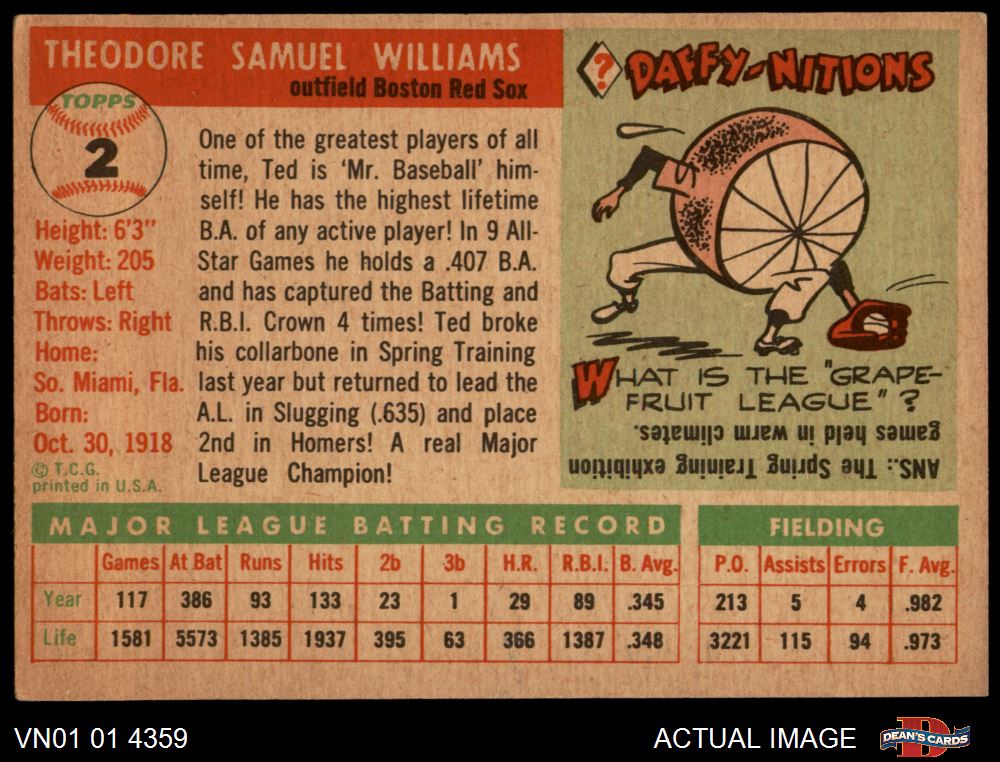 THEODORE SAMUEL WILLIAMS
outfield Boston Red Sox
TOPPS
2
Height: 6'3"
Weight: 205
Bats: Left
Throws: Right
Home:
So. Miami, Fla.
Born:
Oct. 30, 1918
© T.C.G.
printed in U.S.A.
One of the greatest players of all
time, Ted is 'Mr. Baseball' him-
self! He has the highest lifetime
B.A. of any active player! In 9 All-
Star Games he holds a .407 B.A.
and has captured the Batting and
R.B.I. Crown 4 times! Ted broke
his collarbone in Spring Training
last year but returned to lead the
A.L. in Slugging (.635) and place
2nd in Homers! A real Major
League Champion!
? DAFFY-NITIONS
WHAT IS THE "GRAPE-
FRUIT LEAGUE"?
ANS.: The Spring Training exhibition
games held in warm climates.
MAJOR LEAGUE BATTING RECORD
Games At Bat Runs Hits 2b 3b H.R. R.B.I. B. Avg.
Year 117 386 93 133 23 1 29 89 .345
Life 1581 5573 1385 1937 395 63 366 1387 .348
FIELDING
P.O. Assists Errors F. Avg.
213 5 4 .982
3221 115 94 .973
VN01 01 4359
ACTUAL IMAGE
D
DEAN'S CARDS